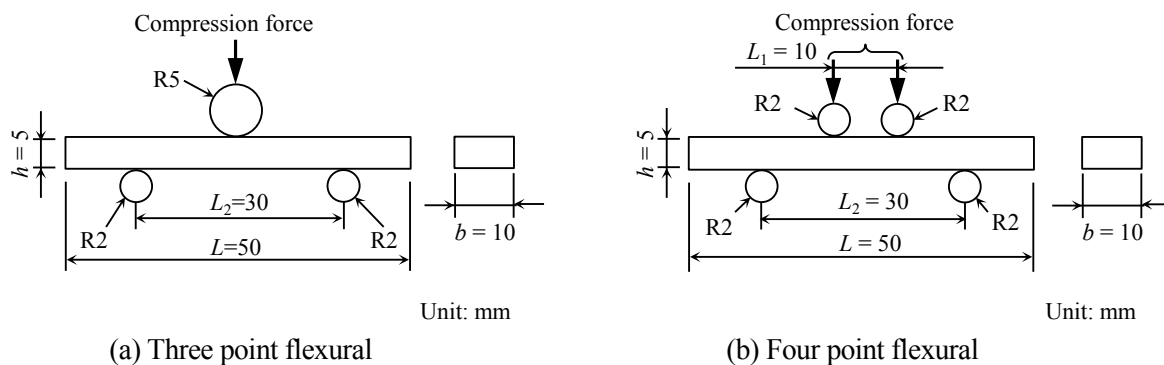 Compression force
R5
h = 5
L₂=30
R2
R2
L=50
b = 10
Unit: mm
(a) Three point flexural
Compression force
L₁ = 10
R2
R2
h = 5
L₂ = 30
R2
R2
L = 50
b = 10
Unit: mm
(b) Four point flexural